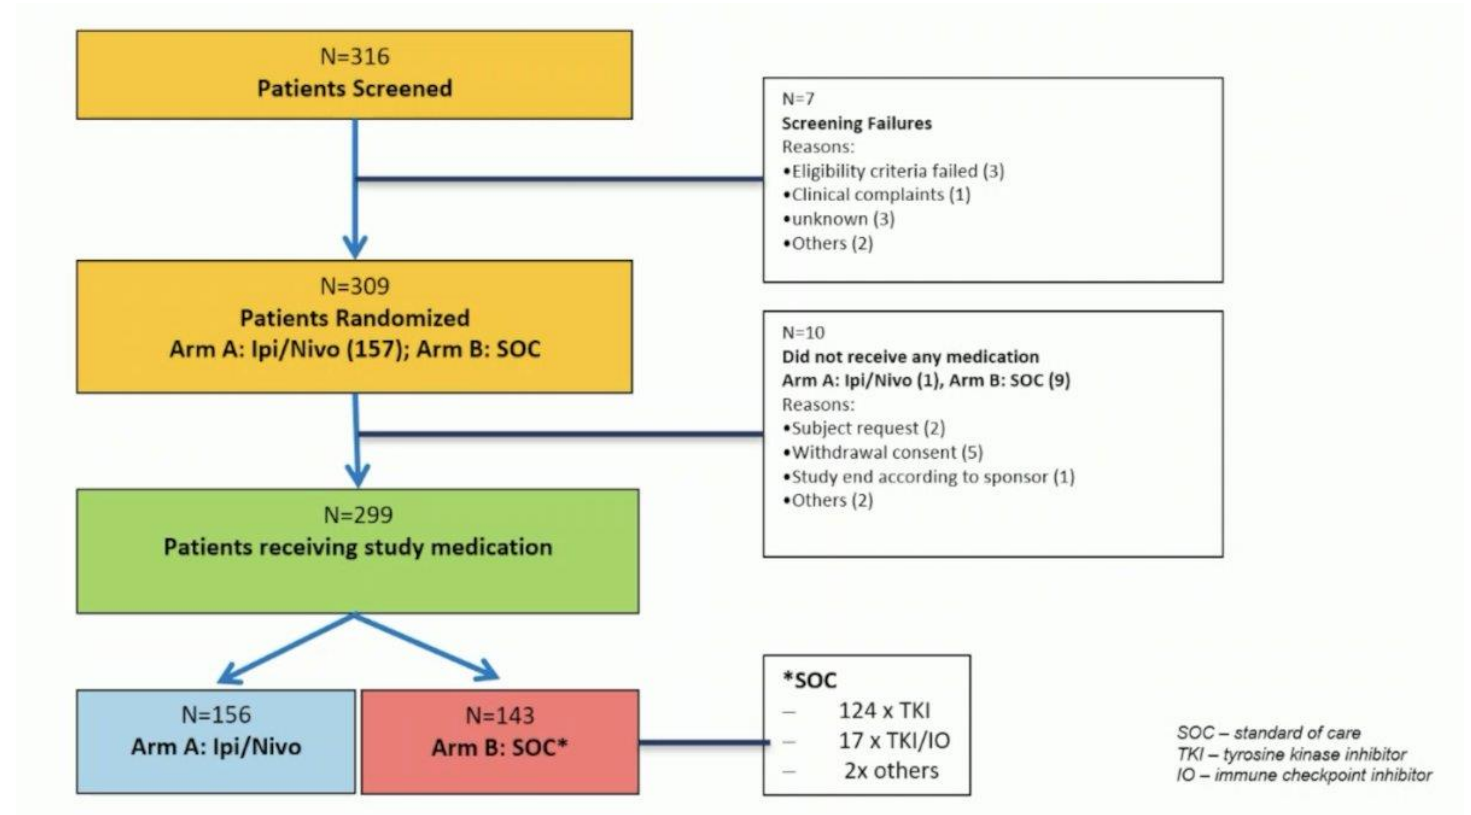 N=316
Patients Screened
N=7
Screening Failures
Reasons:
•Eligibility criteria failed (3)
•Clinical complaints (1)
•unknown (3)
•Others (2)
N=309
Patients Randomized
Arm A: Ipi/Nivo (157); Arm B: SOC
N=10
Did not receive any medication
Arm A: Ipi/Nivo (1), Arm B: SOC (9)
Reasons:
•Subject request (2)
•Withdrawal consent (5)
•Study end according to sponsor (1)
•Others (2)
N=299
Patients receiving study medication
N=156
Arm A: Ipi/Nivo
N=143
Arm B: SOC*
*SOC
– 124 x TKI
– 17 x TKI/IO
– 2x others
SOC – standard of care
TKI – tyrosine kinase inhibitor
IO – immune checkpoint inhibitor